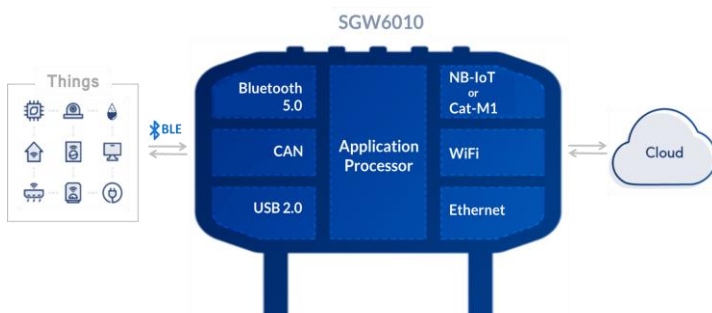 SGW6010
Things
BLE
Bluetooth
5.0
CAN
USB 2.0
Application
Processor
NB-IoT
or
Cat-M1
WiFi
Ethernet
Cloud